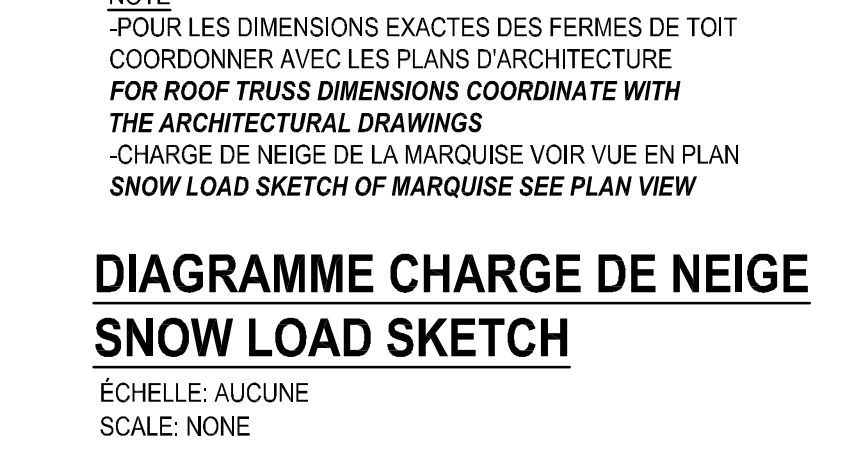 NOTE
-POUR LES DIMENSIONS EXACTES DES FERMES DE TOIT
COORDONNER AVEC LES PLANS D'ARCHITECTURE
FOR ROOF TRUSS DIMENSIONS COORDINATE WITH
THE ARCHITECTURAL DRAWINGS
-CHARGE DE NEIGE DE LA MARQUISE VOIR VUE EN PLAN
SNOW LOAD SKETCH OF MARQUISE SEE PLAN VIEW
DIAGRAMME CHARGE DE NEIGE
SNOW LOAD SKETCH
ÉCHELLE: AUCUNE
SCALE: NONE